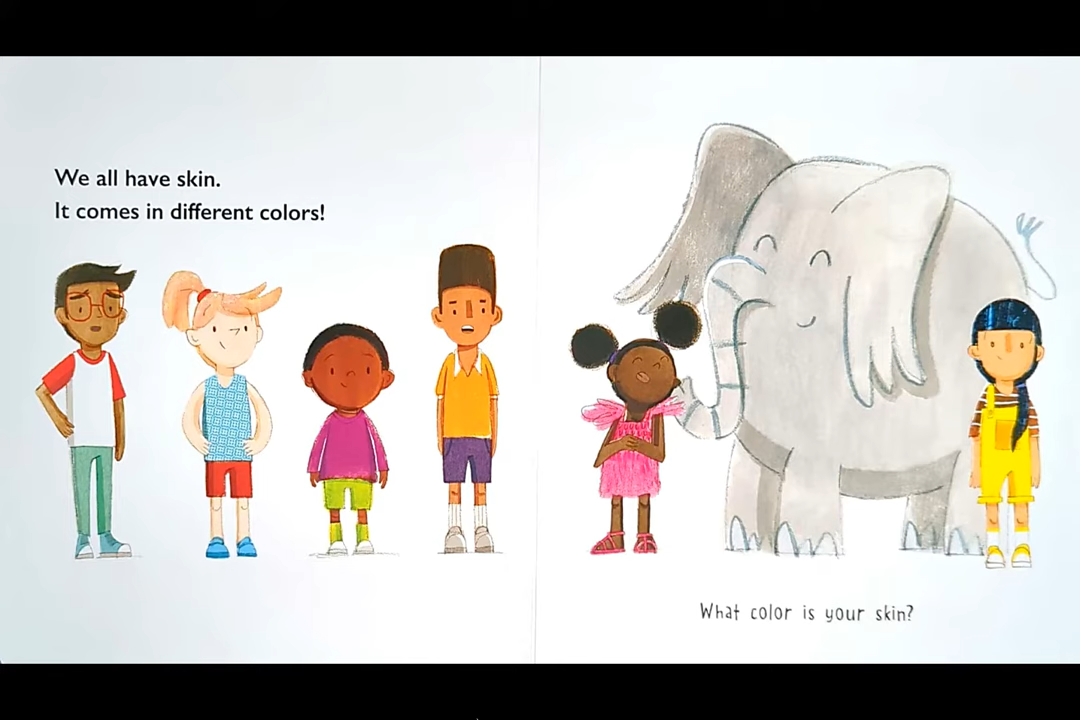 We all have skin.
It comes in different colors!
What color is your skin?